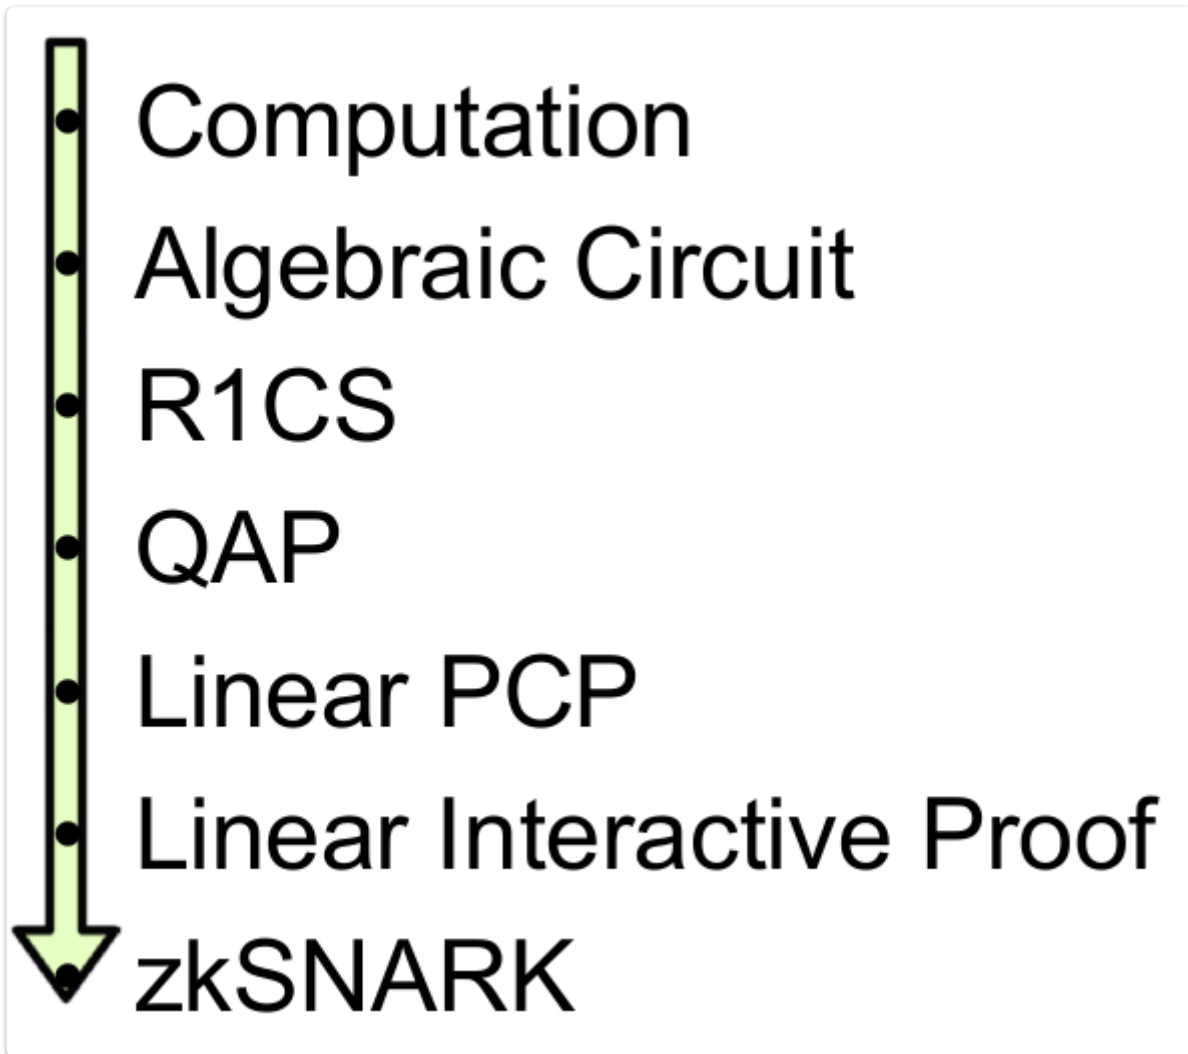 Computation
Algebraic Circuit
R1CS
QAP
Linear PCP
Linear Interactive Proof
zkSNARK